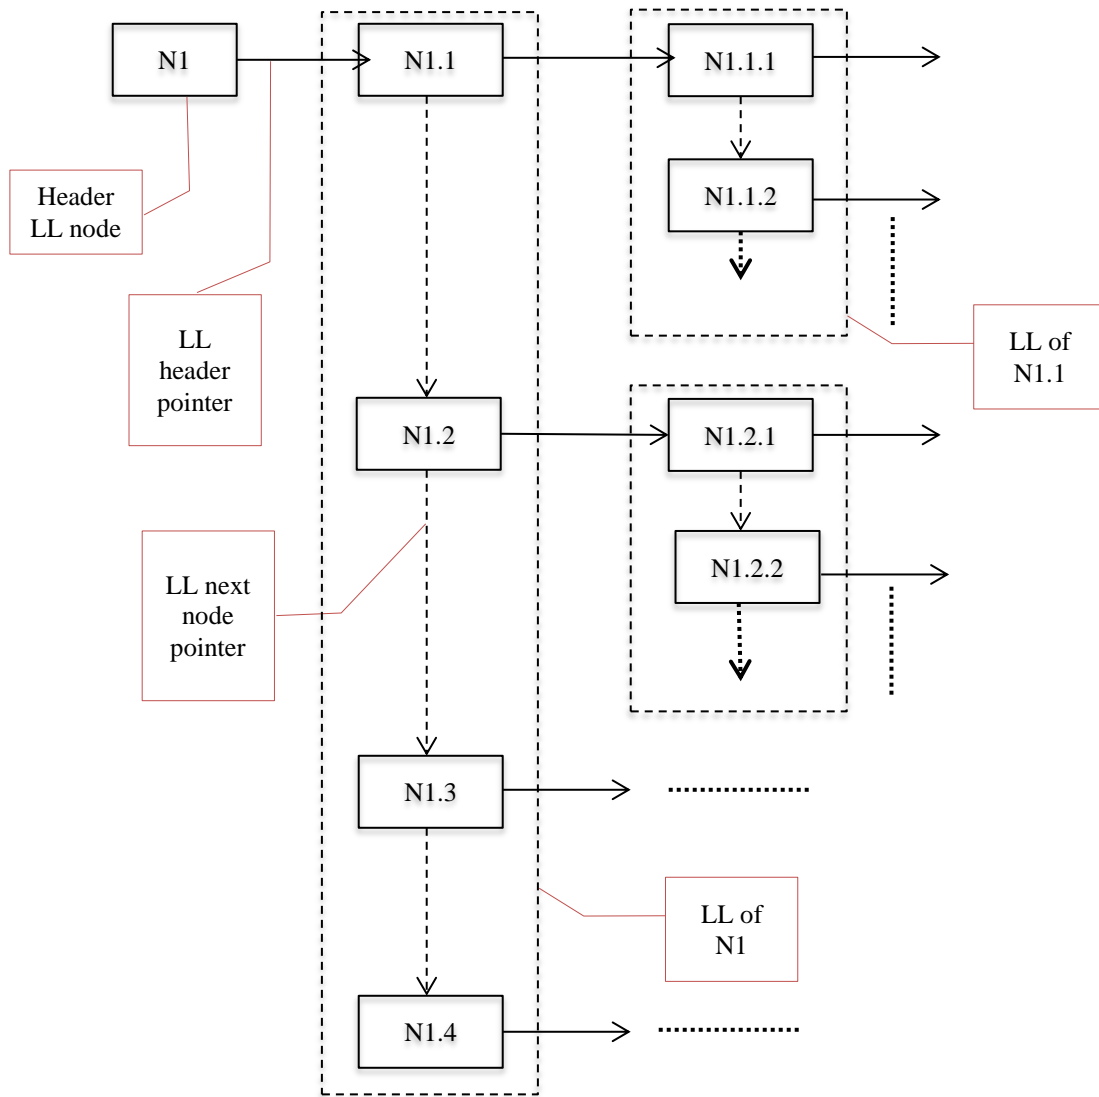 N1
N1.1
N1.1.1
Header
LL node
N1.1.2
LL
header
pointer
LL of
N1.1
N1.2
N1.2.1
LL next
node
pointer
N1.2.2
N1.3
LL of
N1
N1.4